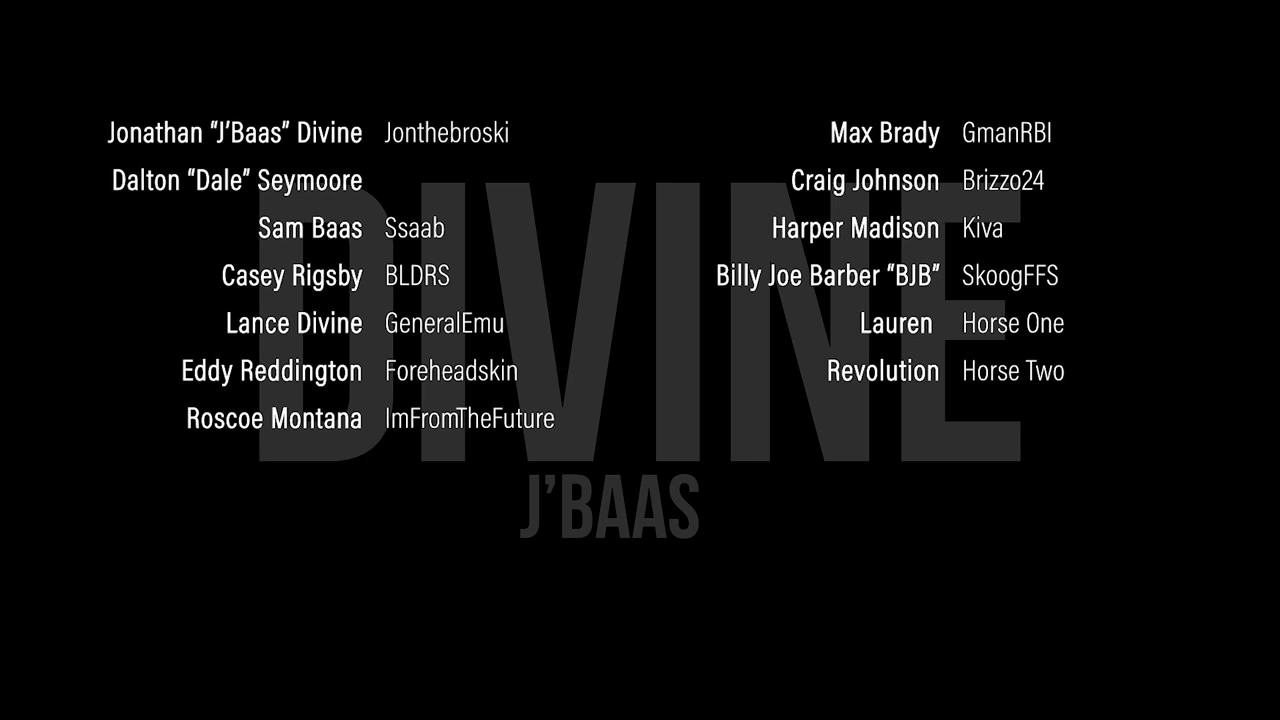 Jonathan “J’Baas” Divine Jonthebroski
Dalton “Dale” Seymoore
Sam Baas Ssaab
Casey Rigsby BLDRS
Lance Divine GeneralEmu
Eddy Reddington Foreheadskin
Roscoe Montana ImFromTheFuture
Max Brady GmanRBI
Craig Johnson Brizzo24
Harper Madison Kiva
Billy Joe Barber “BJB” SkoogFFS
Lauren Horse One
Revolution Horse Two
DIVINE
J’BAAS